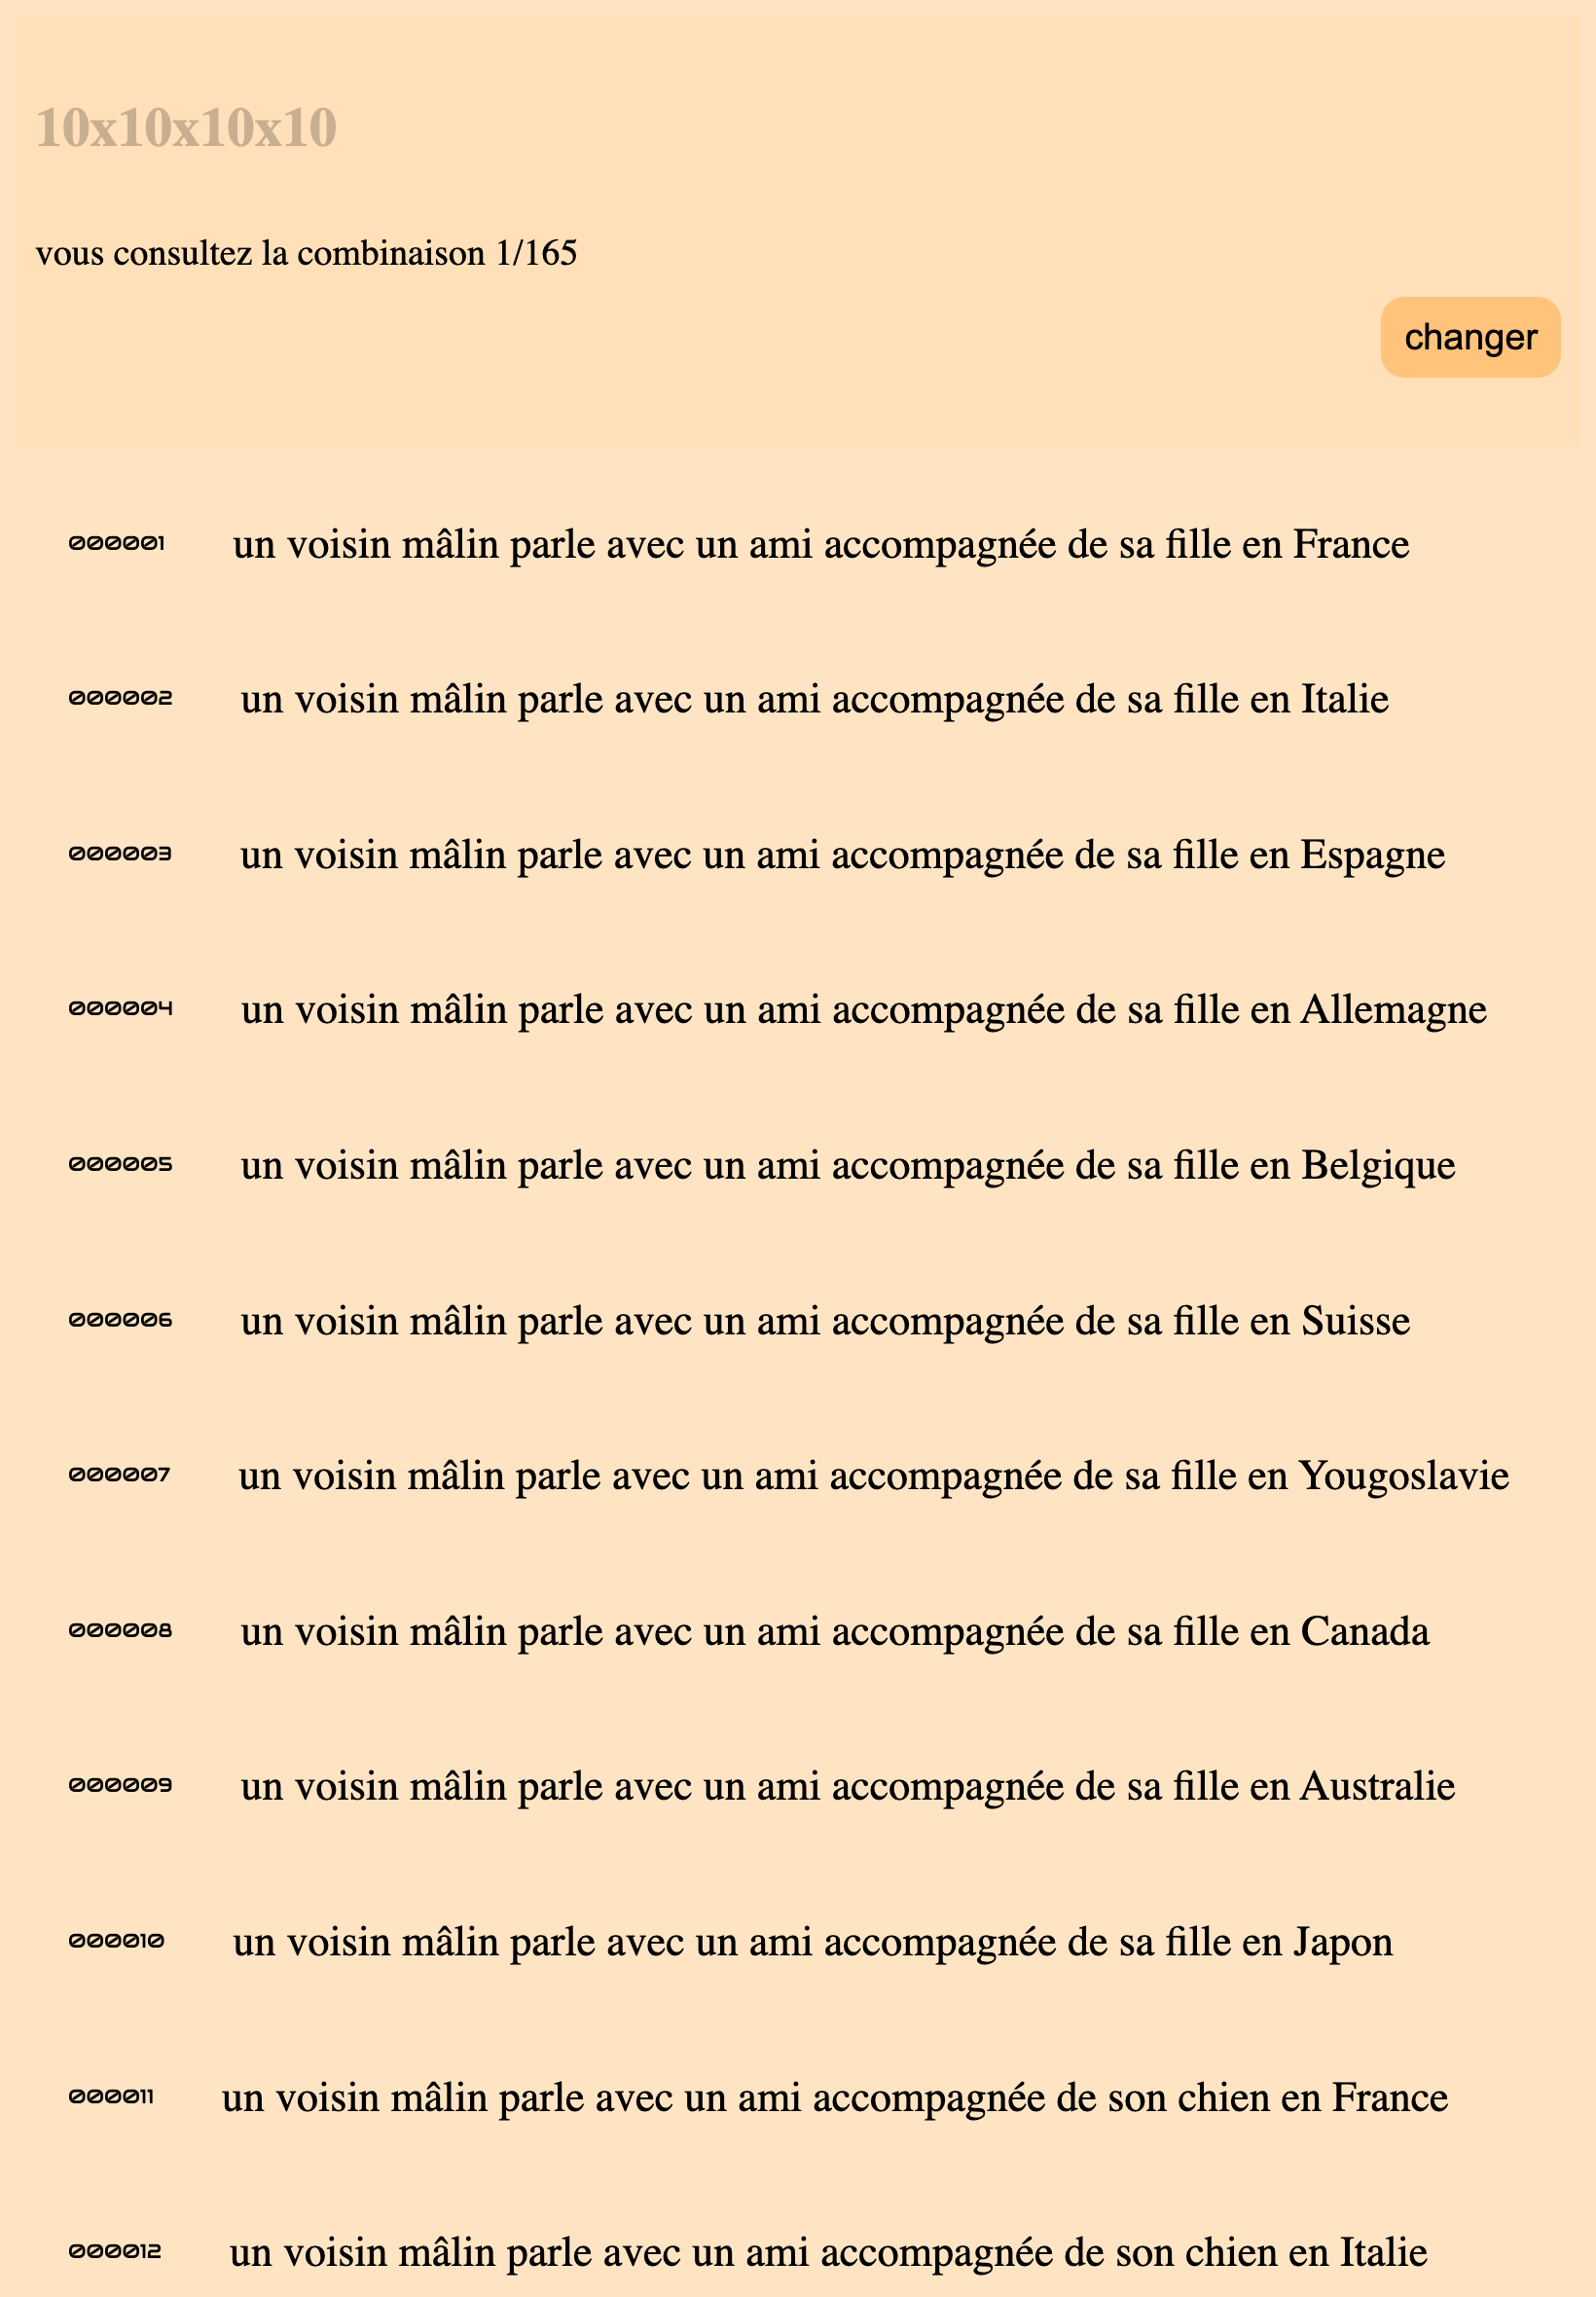 10x10x10x10
vous consultez la combinaison 1/165
changer
000001 un voisin mâlin parle avec un ami accompagnée de sa fille en France
000002 un voisin mâlin parle avec un ami accompagnée de sa fille en Italie
000003 un voisin mâlin parle avec un ami accompagnée de sa fille en Espagne
000004 un voisin mâlin parle avec un ami accompagnée de sa fille en Allemagne
000005 un voisin mâlin parle avec un ami accompagnée de sa fille en Belgique
000006 un voisin mâlin parle avec un ami accompagnée de sa fille en Suisse
000007 un voisin mâlin parle avec un ami accompagnée de sa fille en Yougoslavie
000008 un voisin mâlin parle avec un ami accompagnée de sa fille en Canada
000009 un voisin mâlin parle avec un ami accompagnée de sa fille en Australie
000010 un voisin mâlin parle avec un ami accompagnée de sa fille en Japon
000011 un voisin mâlin parle avec un ami accompagnée de son chien en France
000012 un voisin mâlin parle avec un ami accompagnée de son chien en Italie